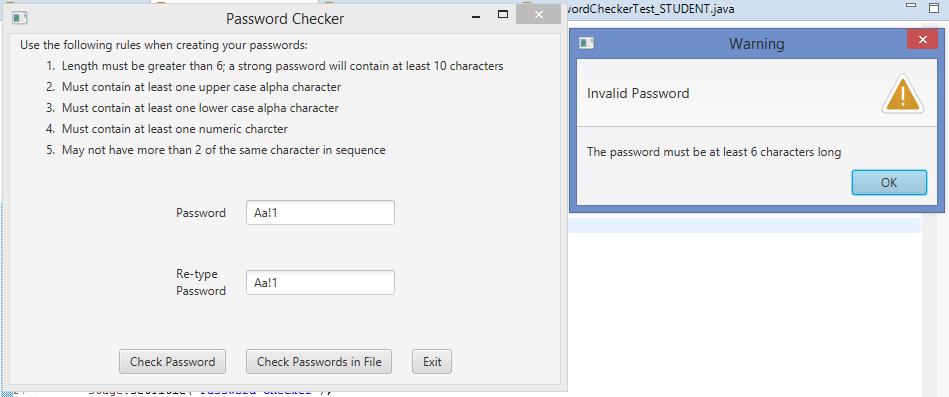 Password Checker
wordCheckerTest_STUDENT.java
Use the following rules when creating your passwords:
1. Length must be greater than 6; a strong password will contain at least 10 characters
2. Must contain at least one upper case alpha character
3. Must contain at least one lower case alpha character
4. Must contain at least one numeric charcter
5. May not have more than 2 of the same character in sequence
Password Aa!1
Re-type
Password Aa!1
Check Password Check Passwords in File Exit
Warning
Invalid Password
The password must be at least 6 characters long
OK